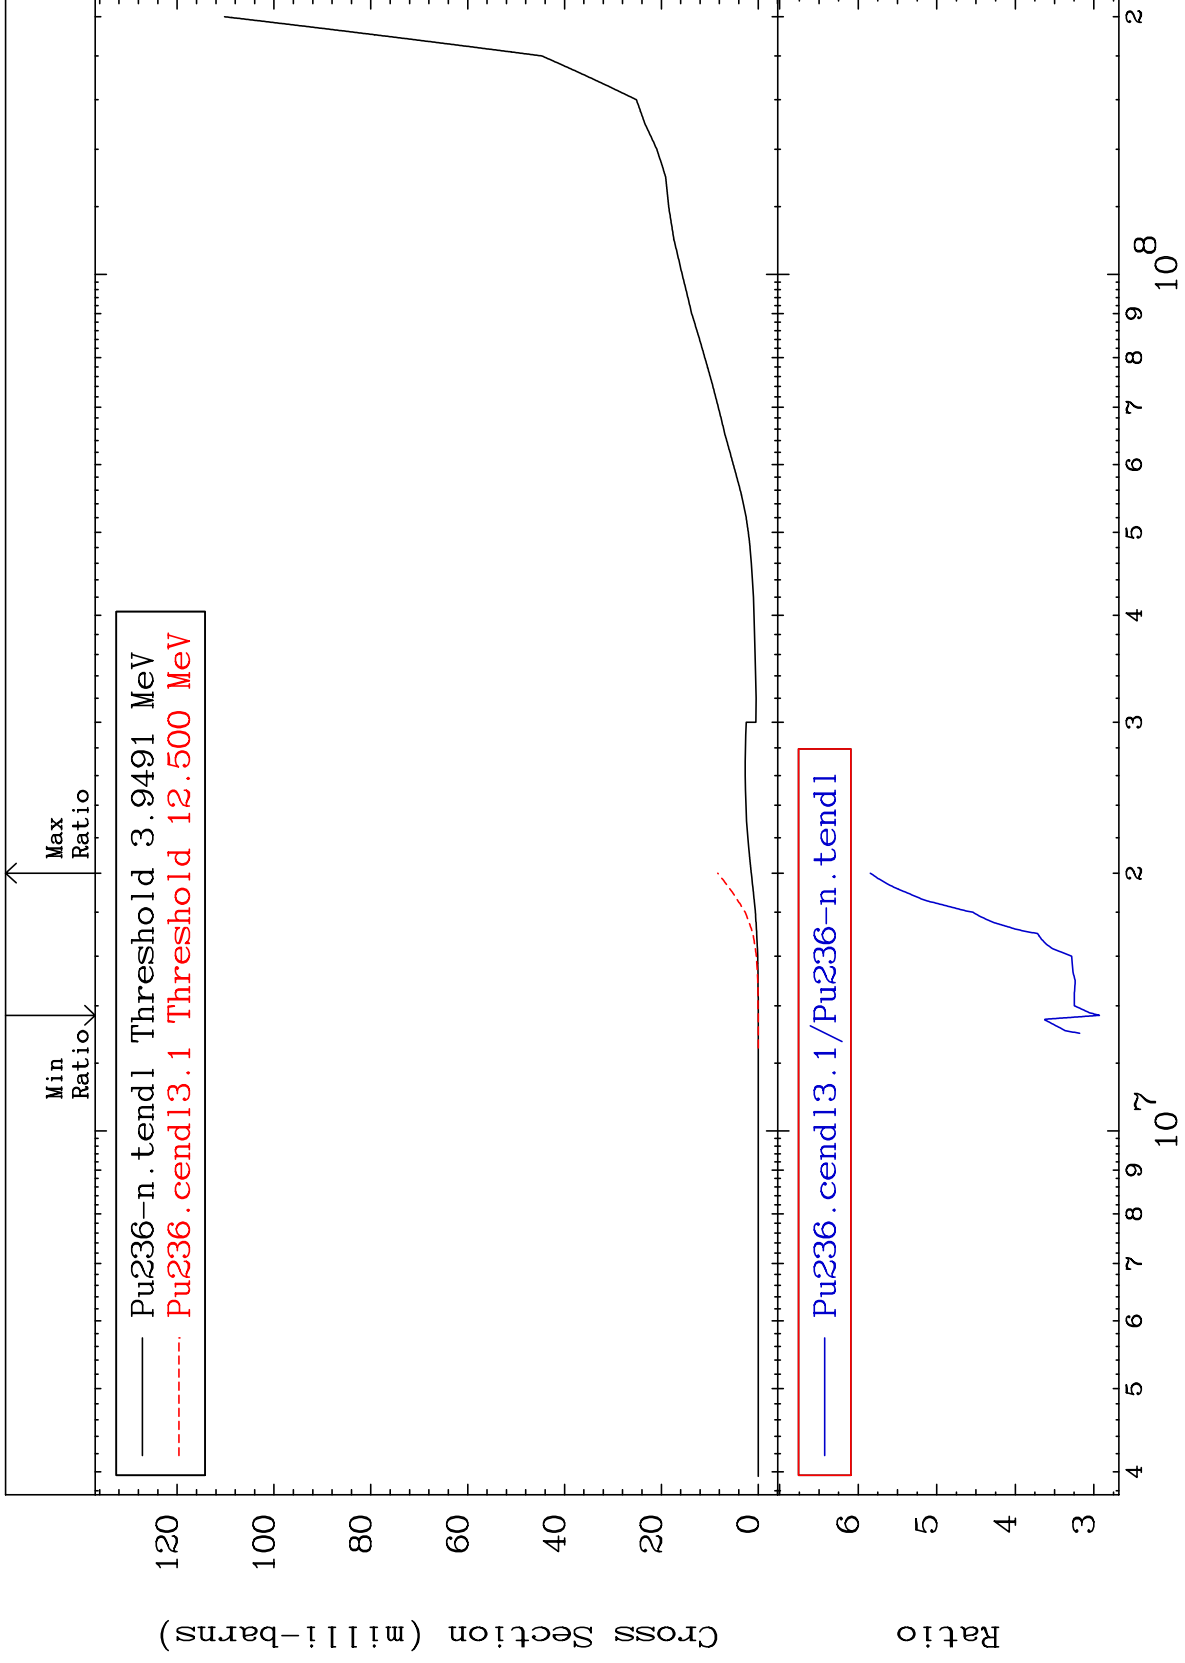 Min
Ratio
Max
Ratio
Pu236-n.tendl Threshold 3.9491 MeV
Pu236.cendl3.1 Threshold 12.500 MeV
120
100
80
60
40
20
0
Cross Section (milli-barns)
Pu236.cendl3.1/Pu236-n.tendl
6
5
4
3
Ratio
4 5 6 7 8 9 10^7 2 3 4 5 6 7 8 9 10^8 2